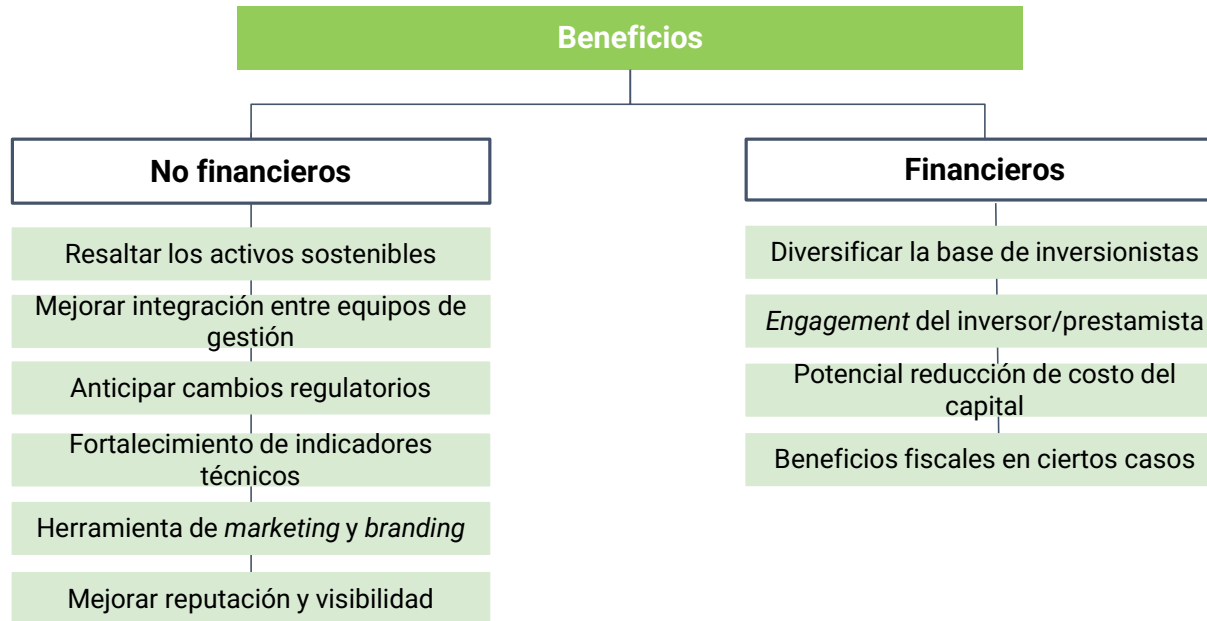 Beneficios
No financieros
Resaltar los activos sostenibles
Mejorar integración entre equipos de
gestión
Anticipar cambios regulatorios
Fortalecimiento de indicadores
técnicos
Herramienta de marketing y branding
Mejorar reputación y visibilidad
Financieros
Diversificar la base de inversionistas
Engagement del inversor/prestamista
Potencial reducción de costo del
capital
Beneficios fiscales en ciertos casos